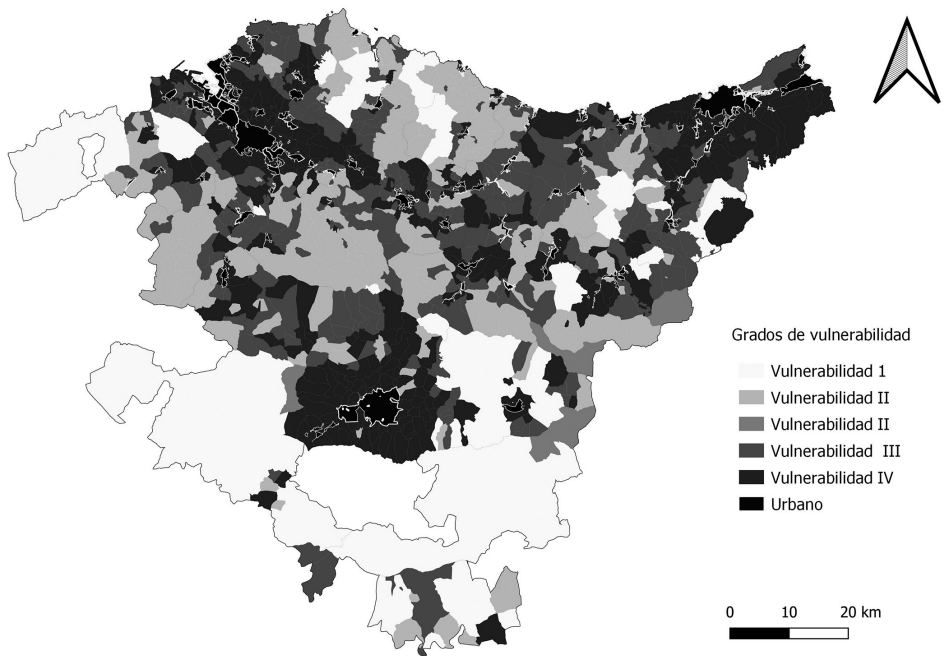 Grados de vulnerabilidad
Vulnerabilidad 1
Vulnerabilidad II
Vulnerabilidad II
Vulnerabilidad  III
Vulnerabilidad IV
Urbano
0 10 20 km